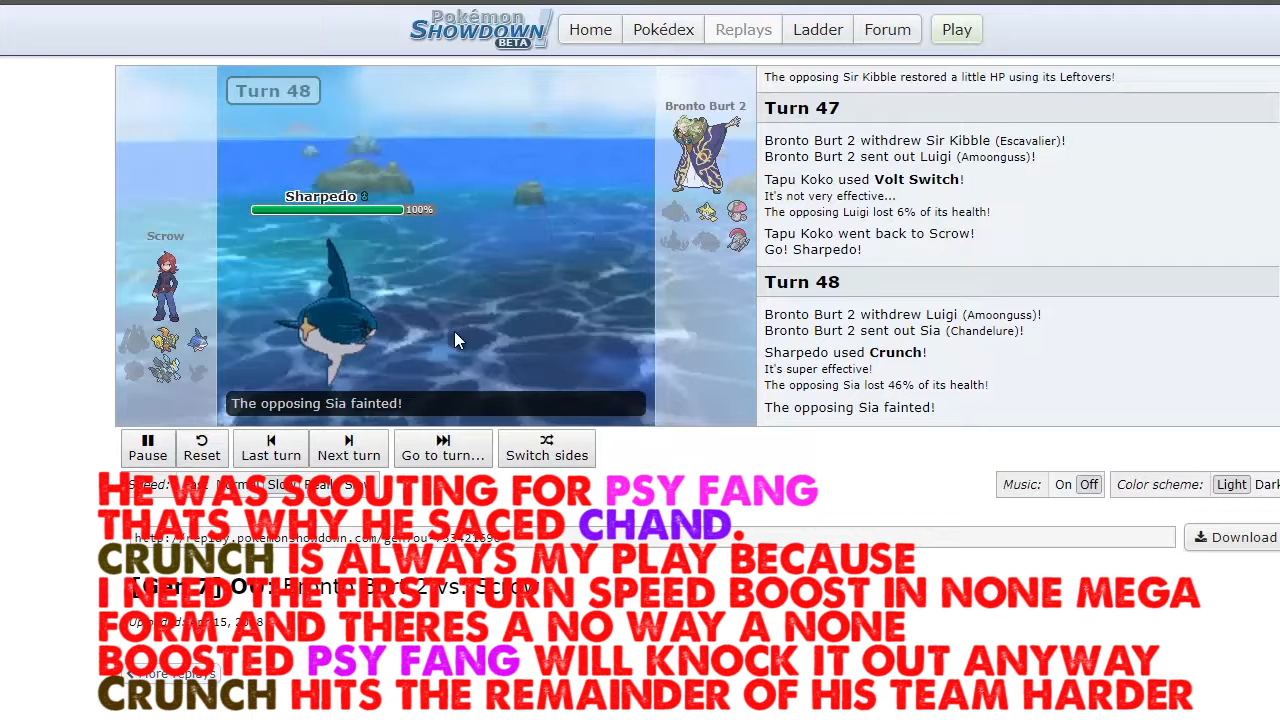 Pokémon
SHOWDOWN!
BETA
Home Pokédex Replays Ladder Forum Play
Turn 48
Sharpedo
100%
Scrow
Bronto Burt 2
The opposing Sia fainted!
The opposing Sir Kibble restored a little HP using its Leftovers!
Turn 47
Bronto Burt 2 withdrew Sir Kibble (Escavalier)!
Bronto Burt 2 sent out Luigi (Amoonguss)!
Tapu Koko used Volt Switch!
It's not very effective...
The opposing Luigi lost 6% of its health!
Tapu Koko went back to Scrow!
Go! Sharpedo!
Turn 48
Bronto Burt 2 withdrew Luigi (Amoonguss)!
Bronto Burt 2 sent out Sia (Chandelure)!
Sharpedo used Crunch!
It's super effective!
The opposing Sia lost 46% of its health!
The opposing Sia fainted!
Pause Reset Last turn Next turn Go to turn... Switch sides
Music: On Off Color scheme: Light Dark
Download
More replays
HE WAS SCOUTING FOR PSY FANG
THATS WHY HE SACED CHAND.
CRUNCH IS ALWAYS MY PLAY BECAUSE
I NEED THE FIRST TURN SPEED BOOST IN NONE MEGA
FORM AND THERES A NO WAY A NONE
BOOSTED PSY FANG WILL KNOCK IT OUT ANYWAY
CRUNCH HITS THE REMAINDER OF HIS TEAM HARDER